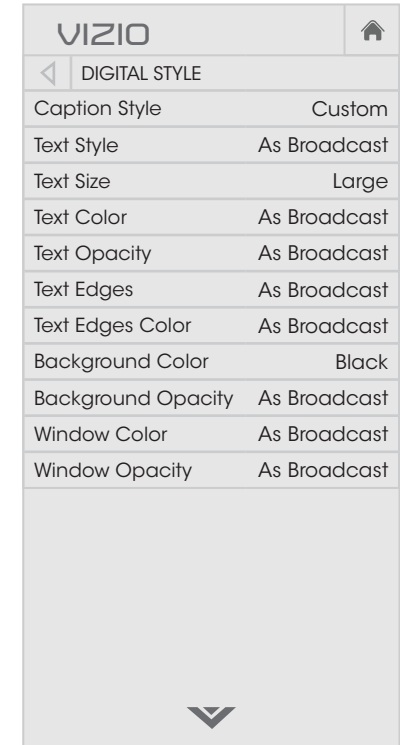 VIZIO
DIGITAL STYLE
Caption Style Custom
Text Style As Broadcast
Text Size Large
Text Color As Broadcast
Text Opacity As Broadcast
Text Edges As Broadcast
Text Edges Color As Broadcast
Background Color Black
Background Opacity As Broadcast
Window Color As Broadcast
Window Opacity As Broadcast